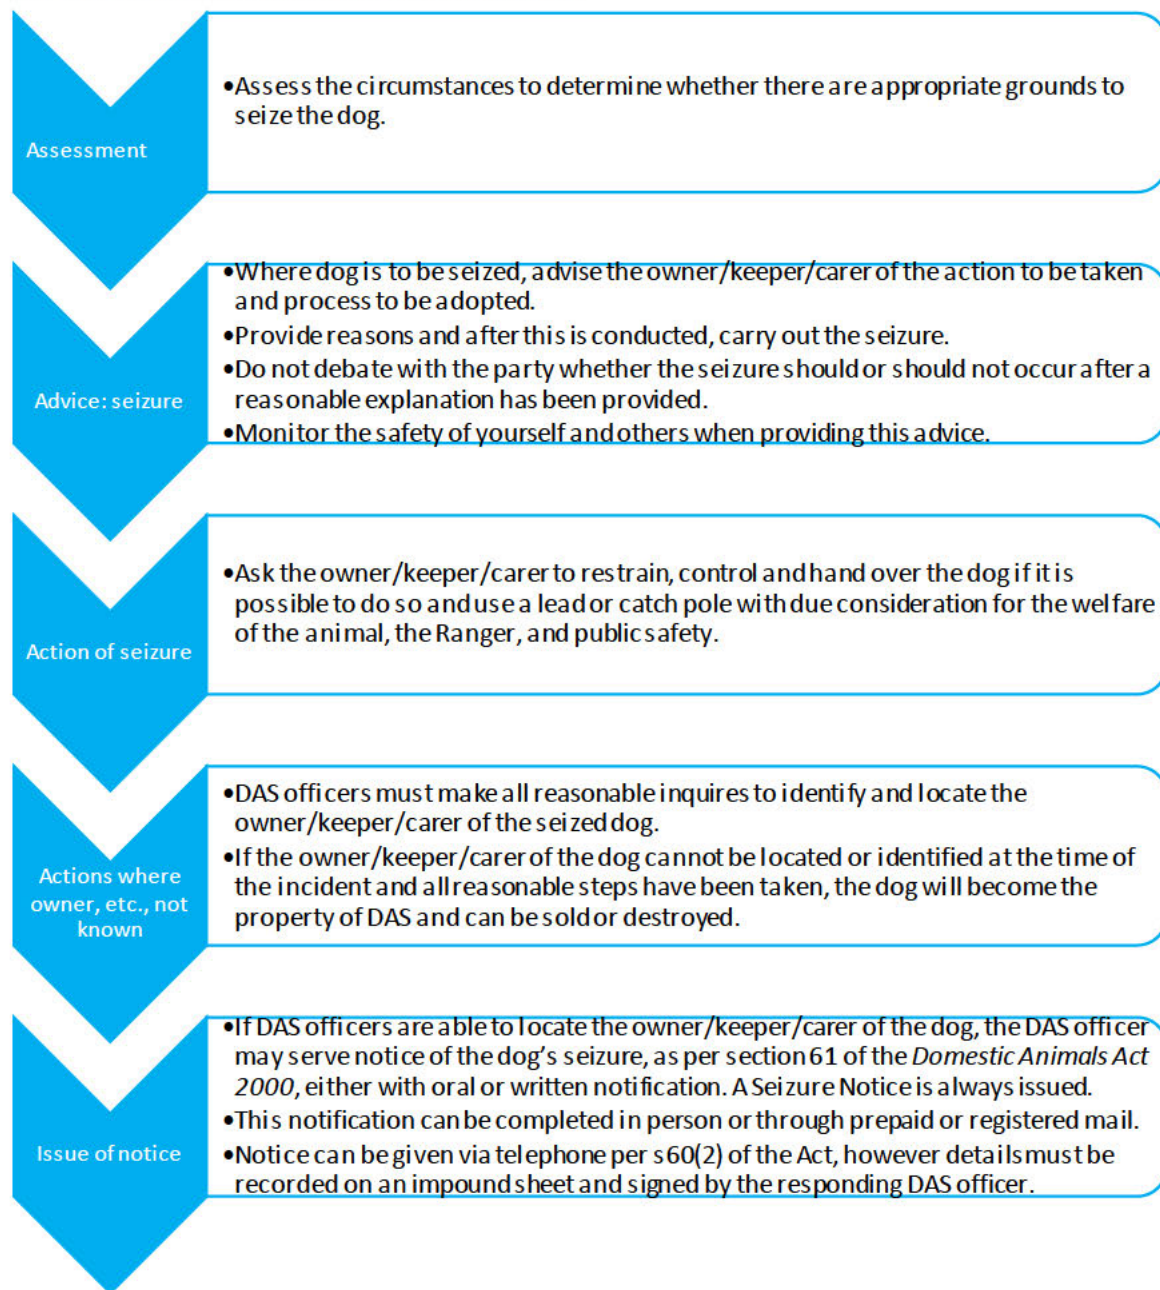 Assessment
•Assess the circumstances to determine whether there are appropriate grounds to
seize the dog.
Advice: seizure
•Where dog is to be seized, advise the owner/keeper/carer of the action to be taken
and process to be adopted.
•Provide reasons and after this is conducted, carry out the seizure.
•Do not debate with the party whether the seizure should or should not occur after a
reasonable explanation has been provided.
•Monitor the safety of yourself and others when providing this advice.
Action of seizure
•Ask the owner/keeper/carer to restrain, control and hand over the dog if it is
possible to do so and use a lead or catch pole with due consideration for the welfare
of the animal, the Ranger, and public safety.
Actions where
owner, etc., not
known
•DAS officers must make all reasonable inquires to identify and locate the
owner/keeper/carer of the seized dog.
•If the owner/keeper/carer of the dog cannot be located or identified at the time of
the incident and all reasonable steps have been taken, the dog will become the
property of DAS and can be sold or destroyed.
Issue of notice
•If DAS officers are able to locate the owner/keeper/carer of the dog, the DAS officer
may serve notice of the dog's seizure, as per section 61 of the Domestic Animals Act
2000, either with oral or written notification. A Seizure Notice is always issued.
•This notification can be completed in person or through prepaid or registered mail.
•Notice can be given via telephone per s60(2) of the Act, however details must be
recorded on an impound sheet and signed by the responding DAS officer.